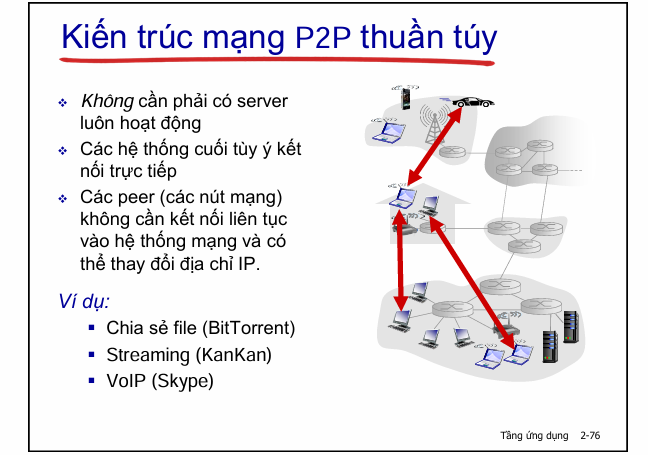 Kiến trúc mạng P2P thuần túy
❖ Không cần phải có server
luôn hoạt động
❖ Các hệ thống cuối tùy ý kết
nối trực tiếp
❖ Các peer (các nút mạng)
không cần kết nối liên tục
vào hệ thống mạng và có
thể thay đổi địa chỉ IP.
Ví dụ:
▪ Chia sẻ file (BitTorrent)
▪ Streaming (KanKan)
▪ VoIP (Skype)
Tầng ứng dụng 2-76